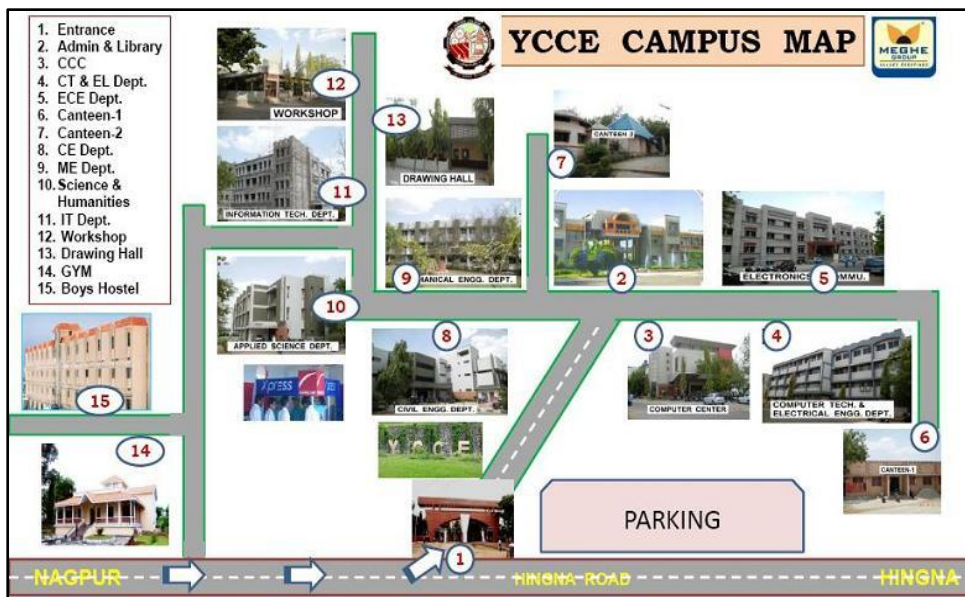 YCCE CAMPUS MAP
MEGHE
GROUP
1. Entrance
2. Admin & Library
3. CCC
4. CT & EL Dept.
5. ECE Dept.
6. Canteen-1
7. Canteen-2
8. CE Dept.
9. ME Dept.
10. Science &
Humanities
11. IT Dept.
12. Workshop
13. Drawing Hall
14. GYM
15. Boys Hostel
12
WORKSHOP
13
DRAWING HALL
CANTEEN-2
7
11
INFORMATION TECH. DEPT.
9
ENGG. DEPT.
2
5
10
APPLIED SCIENCE DEPT.
xpress
8
CIVIL ENGG. DEPT.
YCCE
3
COMPUTER CENTER
4
COMPUTER TECH. &
ELECTRICAL ENGG. DEPT.
6
CANTEEN-1
15
14
PARKING
1
NAGPUR
HINGNA ROAD
HINGNA